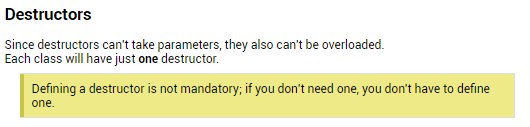 Destructors
Since destructors can't take parameters, they also can't be overloaded.
Each class will have just one destructor.
Defining a destructor is not mandatory; if you don't need one, you don't have to define
one.